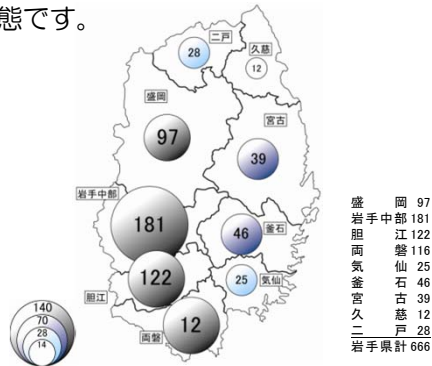 態です。
二戸
28
久慈
12
盛岡
97
宮古
39
岩手中部
181
釜石
46
胆江
122
気仙
25
両磐
12
140
70
28
14
盛　岡 97
岩手中部 181
胆　江 122
両　磐 116
気　仙 25
釜　石 46
宮　古 39
久　慈 12
二　戸 28
岩手県計 666